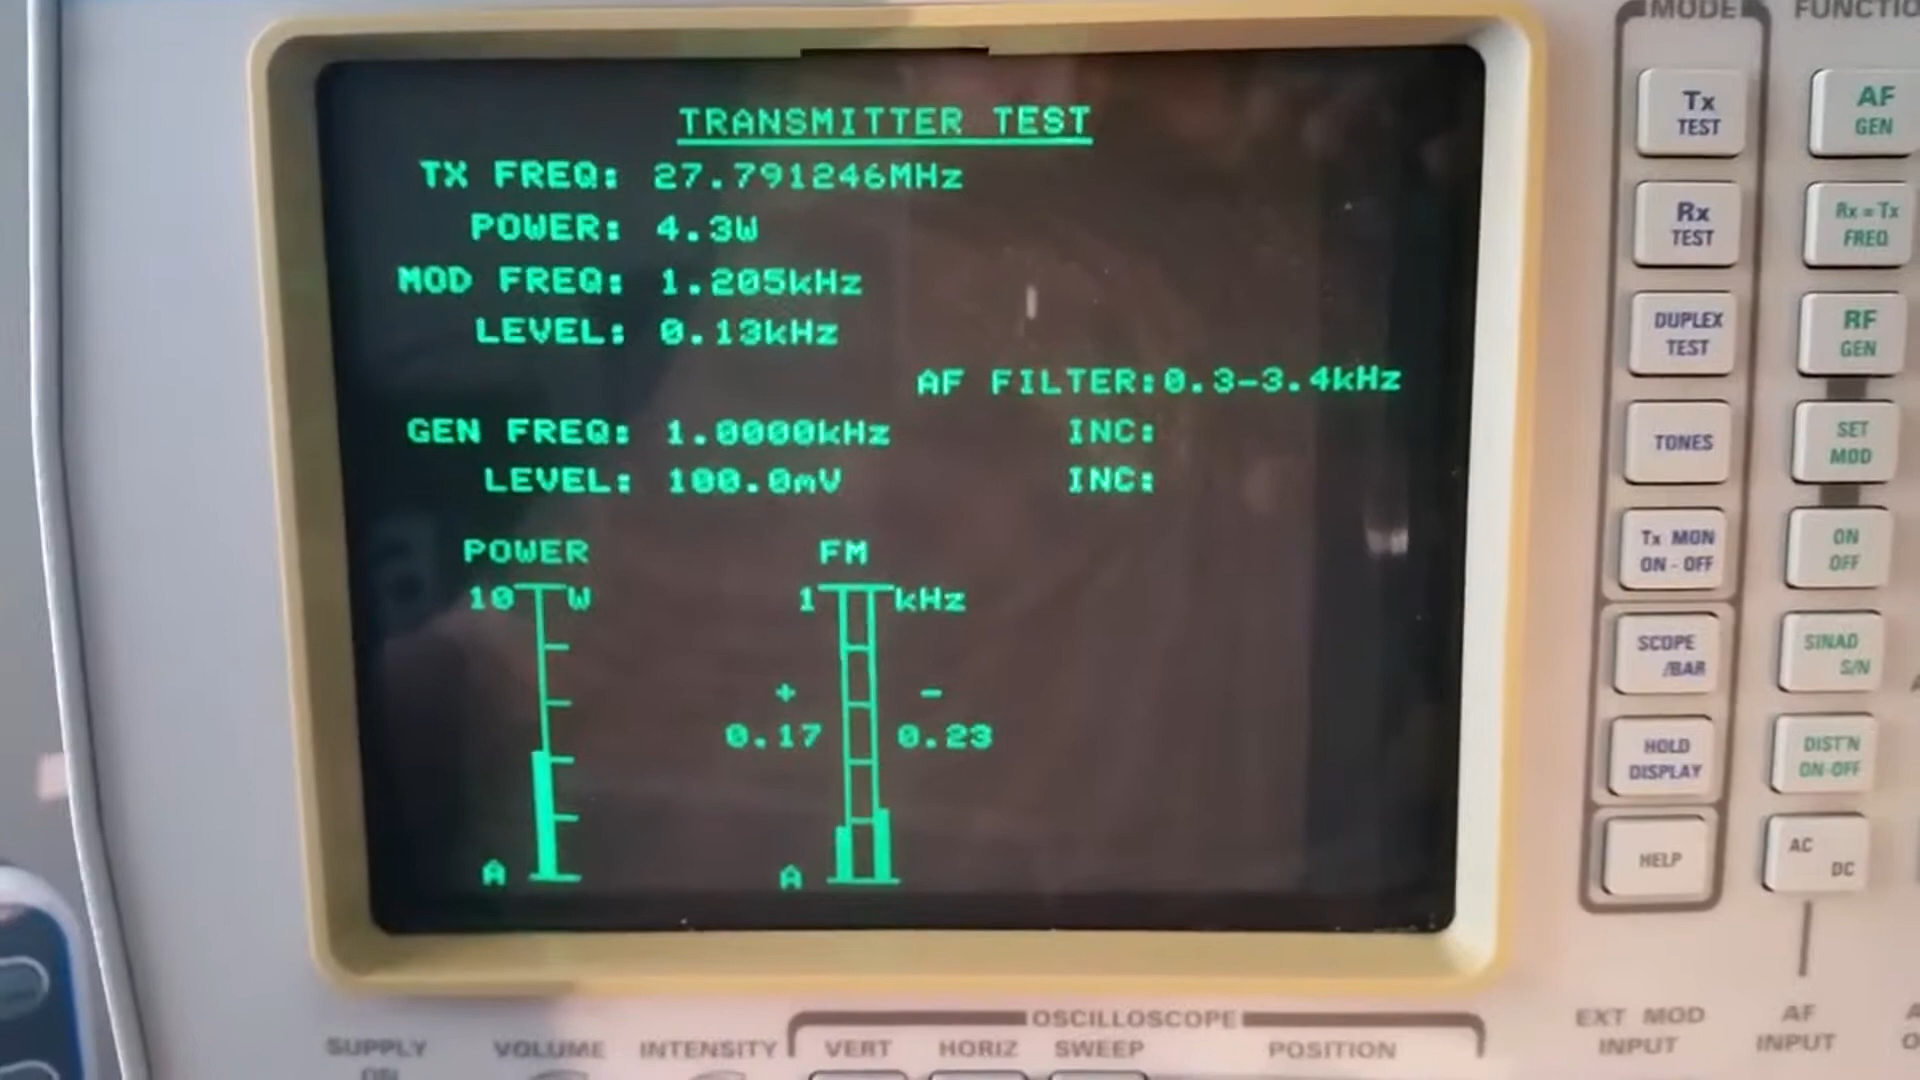 TRANSMITTER TEST
TX FREQ: 27.791246MHz
POWER: 4.3W
MOD FREQ: 1.205kHz
LEVEL: 0.13kHz
AF FILTER:0.3-3.4kHz
GEN FREQ: 1.0000kHz INC:
LEVEL: 100.0mV INC:
POWER FM
10 W 1 kHz
+ -
0.17 0.23
A A
MODE
Tx TEST
Rx TEST
DUPLEX TEST
TONES
Tx MON ON - OFF
SCOPE /BAR
HOLD DISPLAY
HELP
AF GEN
Rx = Tx FREQ
RF GEN
SET MOD
ON OFF
SINAD S/N
DIST'N ON-OFF
AC DC
OSCILLOSCOPE
SUPPLY ON
VOLUME
INTENSITY
VERT
HORIZ
SWEEP
POSITION
EXT MOD INPUT
AF INPUT